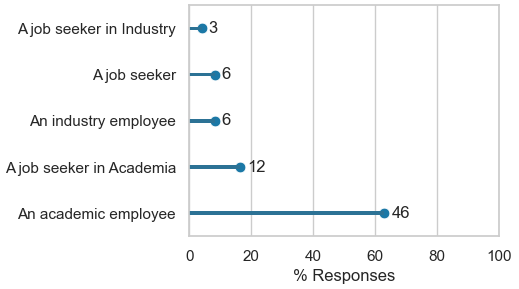 A job seeker in Industry 3
A job seeker 6
An industry employee 6
A job seeker in Academia 12
An academic employee 46
0 20 40 60 80 100
% Responses